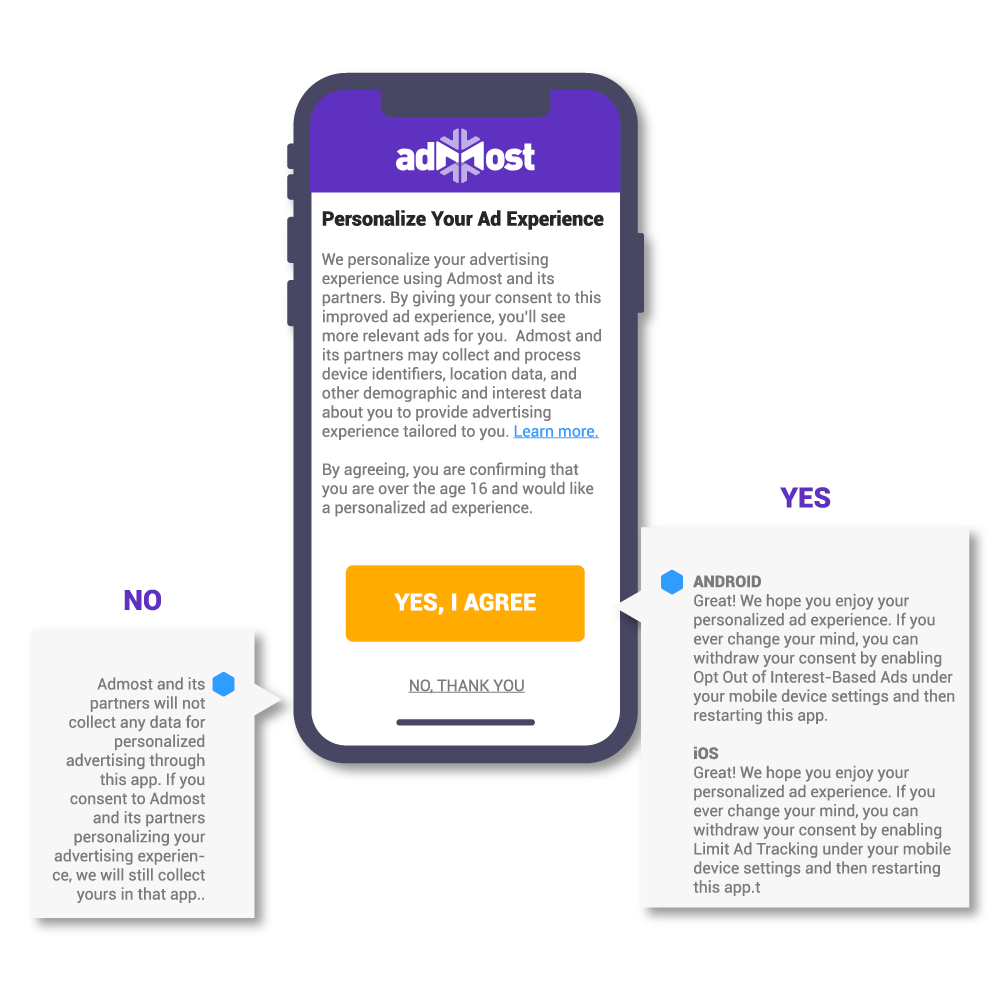 adMost
Personalize Your Ad Experience
We personalize your advertising
experience using Admost and its
partners. By giving your consent to this
improved ad experience, you'll see
more relevant ads for you.  Admost and
its partners may collect and process
device identifiers, location data, and
other demographic and interest data
about you to provide advertising
experience tailored to you. Learn more.
By agreeing, you are confirming that
you are over the age 16 and would like
a personalized ad experience.
YES, I AGREE
NO, THANK YOU
NO
Admost and its
partners will not
collect any data for
personalized
advertising through
this app. If you
consent to Admost
and its partners
personalizing your
advertising experien-
ce, we will still collect
yours in that app..
YES
ANDROID
Great! We hope you enjoy your
personalized ad experience. If you
ever change your mind, you can
withdraw your consent by enabling
Opt Out of Interest-Based Ads under
your mobile device settings and then
restarting this app.
iOS
Great! We hope you enjoy your
personalized ad experience. If you
ever change your mind, you can
withdraw your consent by enabling
Limit Ad Tracking under your mobile
device settings and then restarting
this app.t